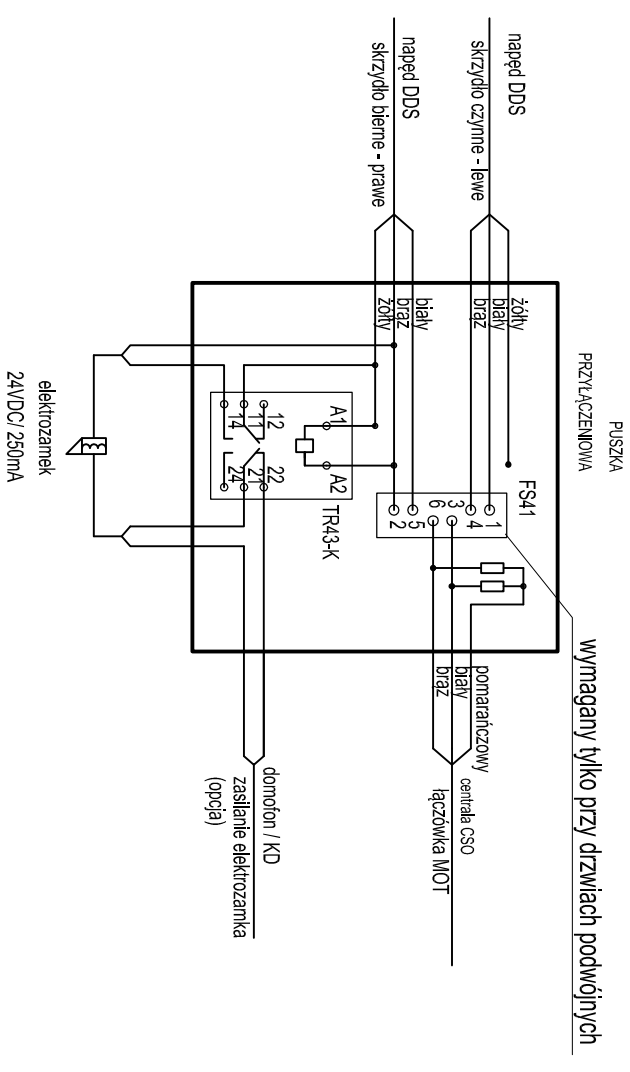 PUSZKA
PRZYŁĄCZENIOWA
napęd DDS
skrzydło czynne - lewe
żółty
biały
brąz
napęd DDS
skrzydło bierne - prawe
biały
brąz
żółty
FS41
1
4
3
6
5
2
wymagany tylko przy drzwiach podwójnych
pomarańczowy
biały
brąz
centrala CSO
łączówka MOT
A1
A2
TR43-K
12
11
14
22
21
24
domofon / KD
zasilanie elektrozamka
(opcja)
elektrozamek
24VDC/ 250mA